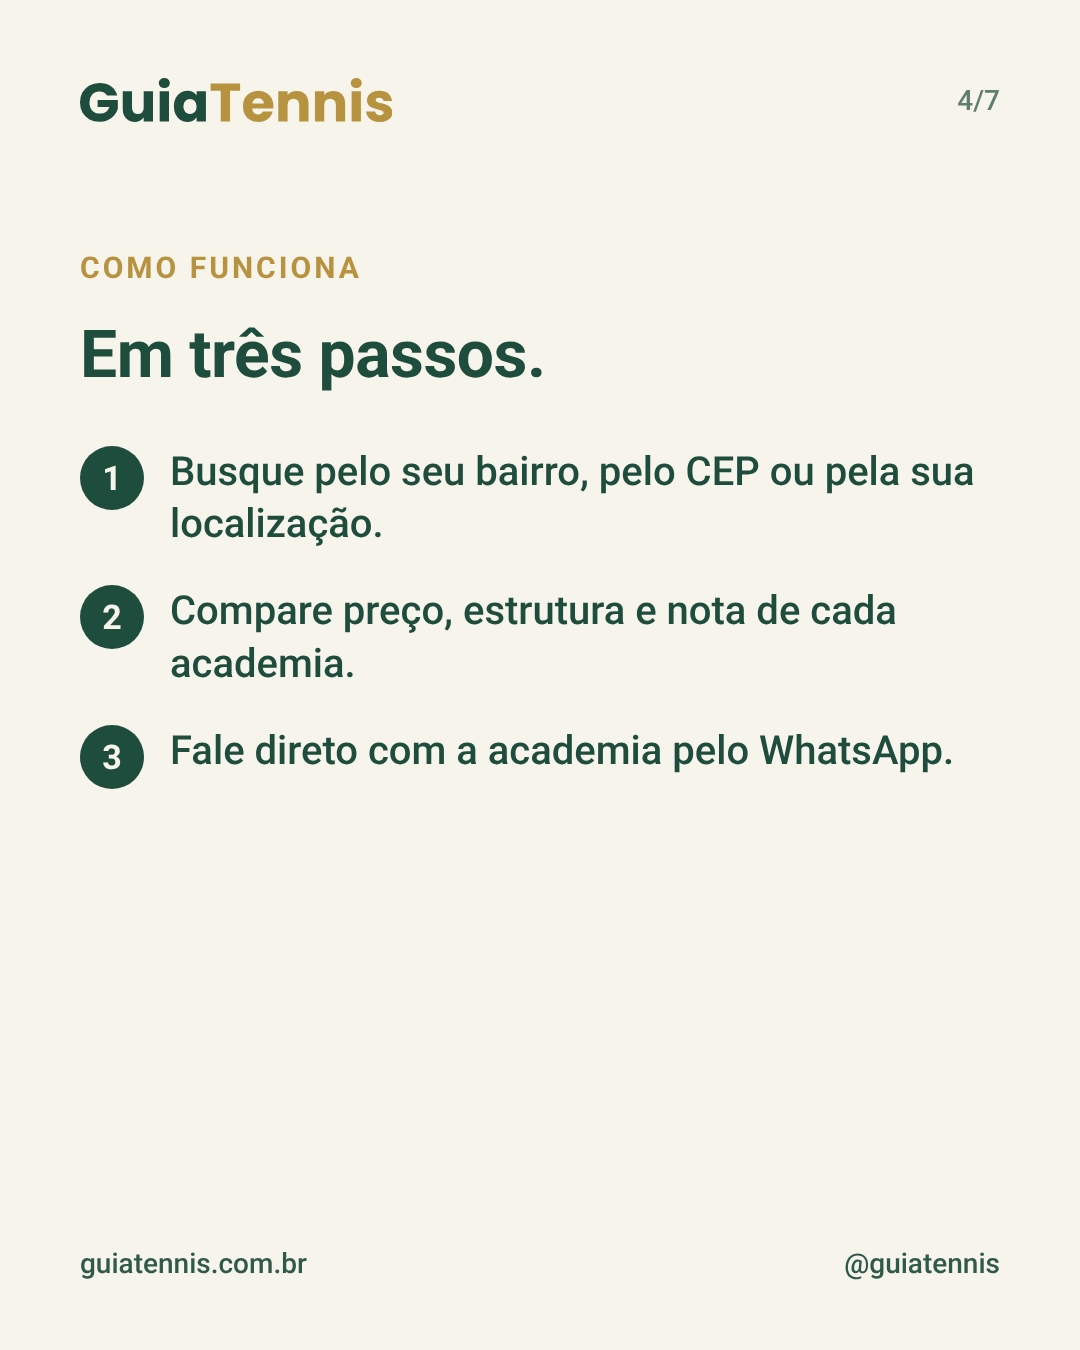 GuiaTennis
4/7
COMO FUNCIONA
Em três passos.
1 Busque pelo seu bairro, pelo CEP ou pela sua
localização.
2 Compare preço, estrutura e nota de cada
academia.
3 Fale direto com a academia pelo WhatsApp.
guiatennis.com.br
@guiatennis